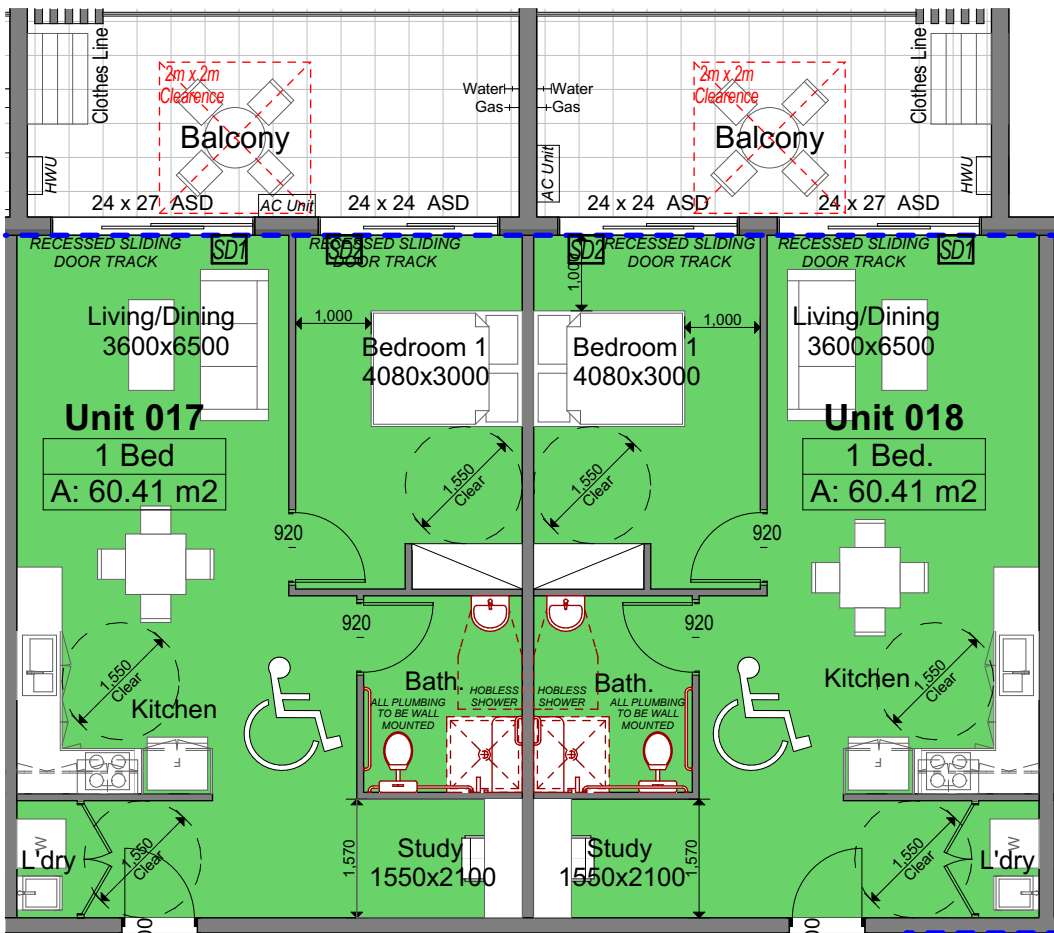 Clothes Line
2m x 2m
Clearence
Balcony
HWU
24 x 27 ASD
AC Unit
24 x 24 ASD
Water
Gas
Water
Gas
AC Unit
2m x 2m
Clearence
Balcony
Clothes Line
HWU
24 x 24 ASD
24 x 27 ASD
RECESSED SLIDING
DOOR TRACK
SD1
RECESSED SLIDING
DOOR TRACK
SD2
SD2
RECESSED SLIDING
DOOR TRACK
RECESSED SLIDING
DOOR TRACK
SD1
Living/Dining
3600x6500
1,000
Bedroom 1
4080x3000
1,000
Bedroom 1
4080x3000
1,000
Living/Dining
3600x6500
Unit 017
1 Bed
A: 60.41 m2
Unit 018
1 Bed.
A: 60.41 m2
1,550
Clear
1,550
Clear
920
920
920
920
1,550
Clear
Kitchen
Bath.
HOBLESS
SHOWER
ALL PLUMBING
TO BE WALL
MOUNTED
HOBLESS
SHOWER
Bath.
ALL PLUMBING
TO BE WALL
MOUNTED
Kitchen
1,550
Clear
F
F
W
L'dry
1,550
Clear
1,570
Study
1550x2100
Study
1550x2100
1,570
1,550
Clear
W
L'dry